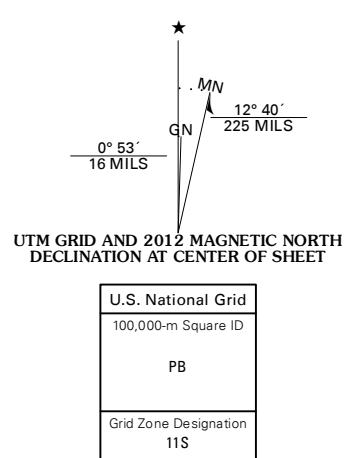 ★
MN
12° 40´
225 MILS
GN
0° 53´
16 MILS
UTM GRID AND 2012 MAGNETIC NORTH
DECLINATION AT CENTER OF SHEET
U.S. National Grid
100,000-m Square ID
PB
Grid Zone Designation
11S